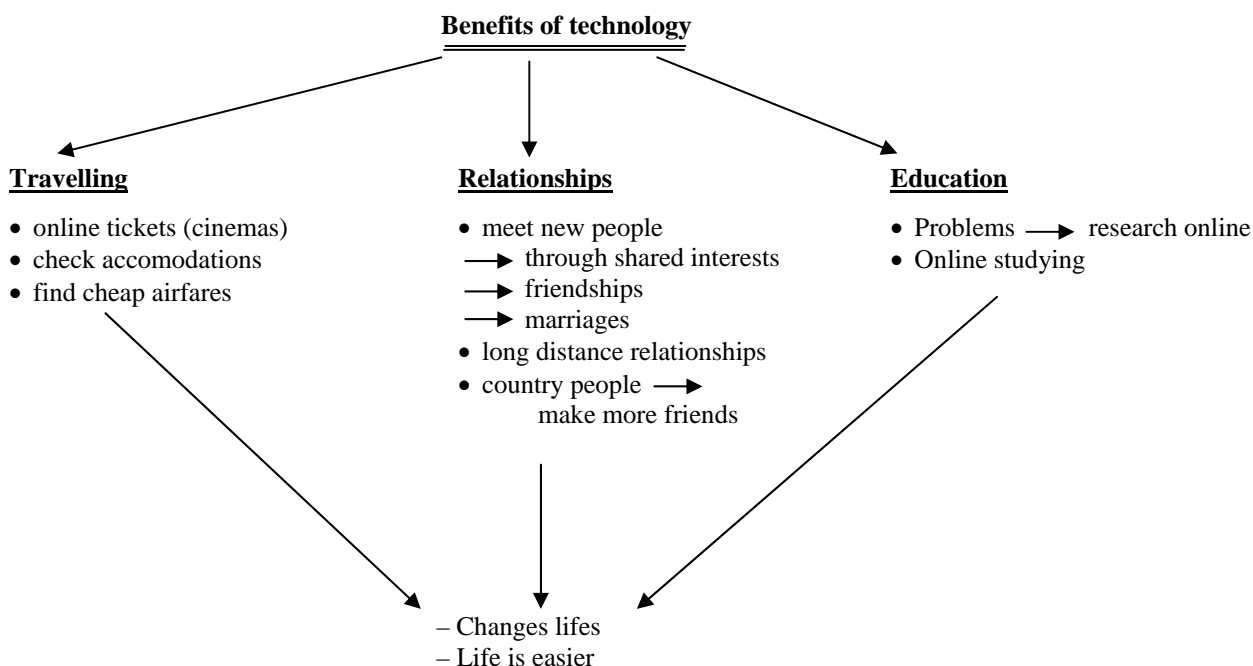 Benefits of technology
Travelling
• online tickets (cinemas)
• check accomodations
• find cheap airfares
Relationships
• meet new people
→ through shared interests
→ friendships
→ marriages
• long distance relationships
• country people →
make more friends
Education
• Problems → research online
• Online studying
– Changes lifes
– Life is easier